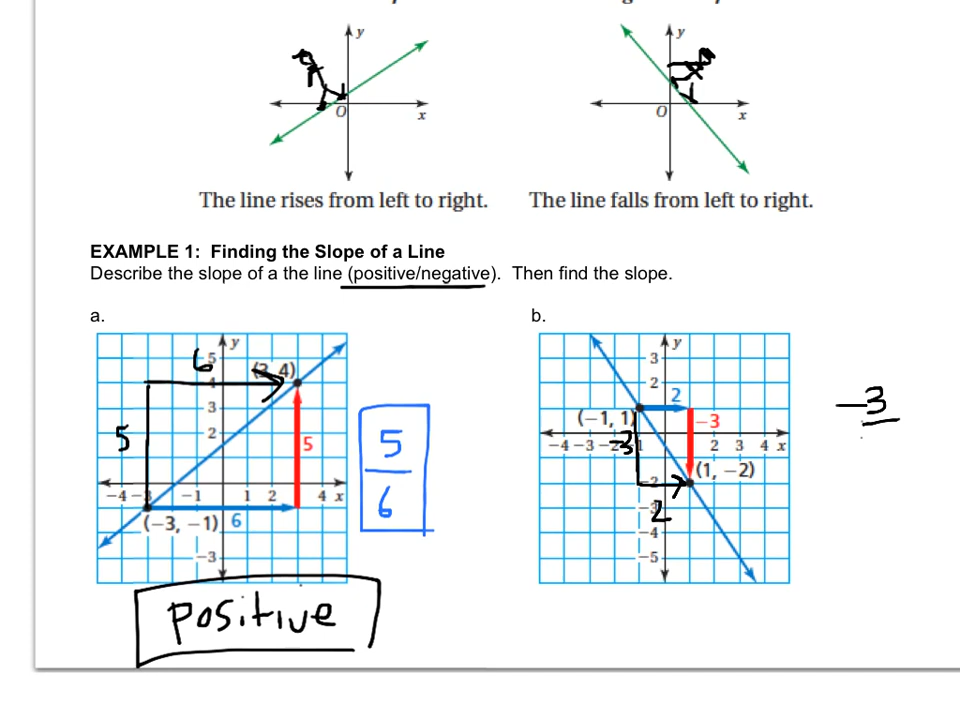 y
y
O
x
O
x
The line rises from left to right.
The line falls from left to right.
EXAMPLE 1: Finding the Slope of a Line
Describe the slope of a the line (positive/negative). Then find the slope.
a.
b.
y
6
5
(3, 4)
4
3
5
2
5
-4
-1
1
2
4 x
(-3, -1)
6
-3
5
6
positive
y
3
2
2
(-1, 1)
-3
-4 -3 -2
-3
2 3 4 x
-2
(1, -2)
2
-4
-5
-3